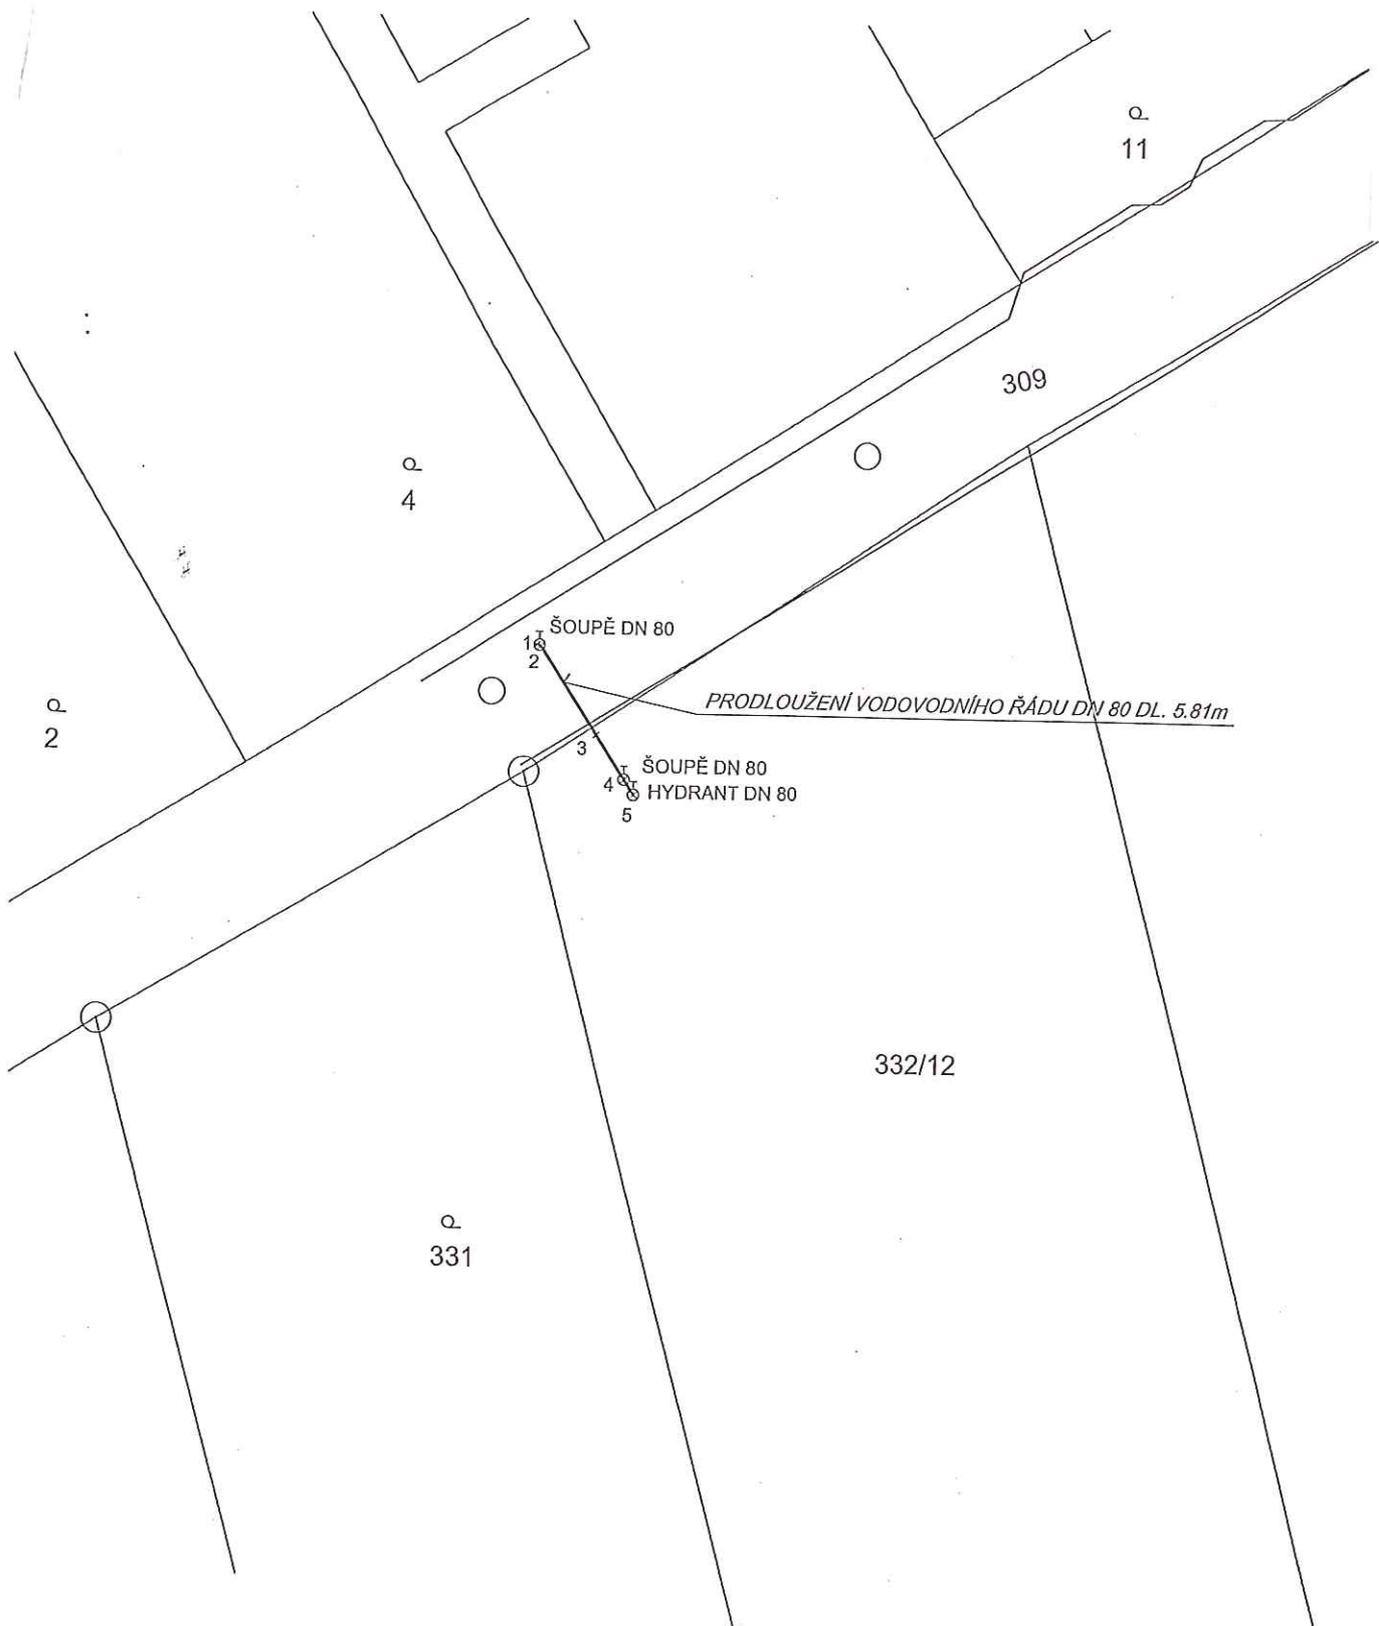 11
309
4
ŠOUPĚ DN 80
1
2
2
PRODLOUŽENÍ VODOVODNÍHO ŘÁDU DN 80 DL. 5.81m
3
ŠOUPĚ DN 80
4
HYDRANT DN 80
5
332/12
331